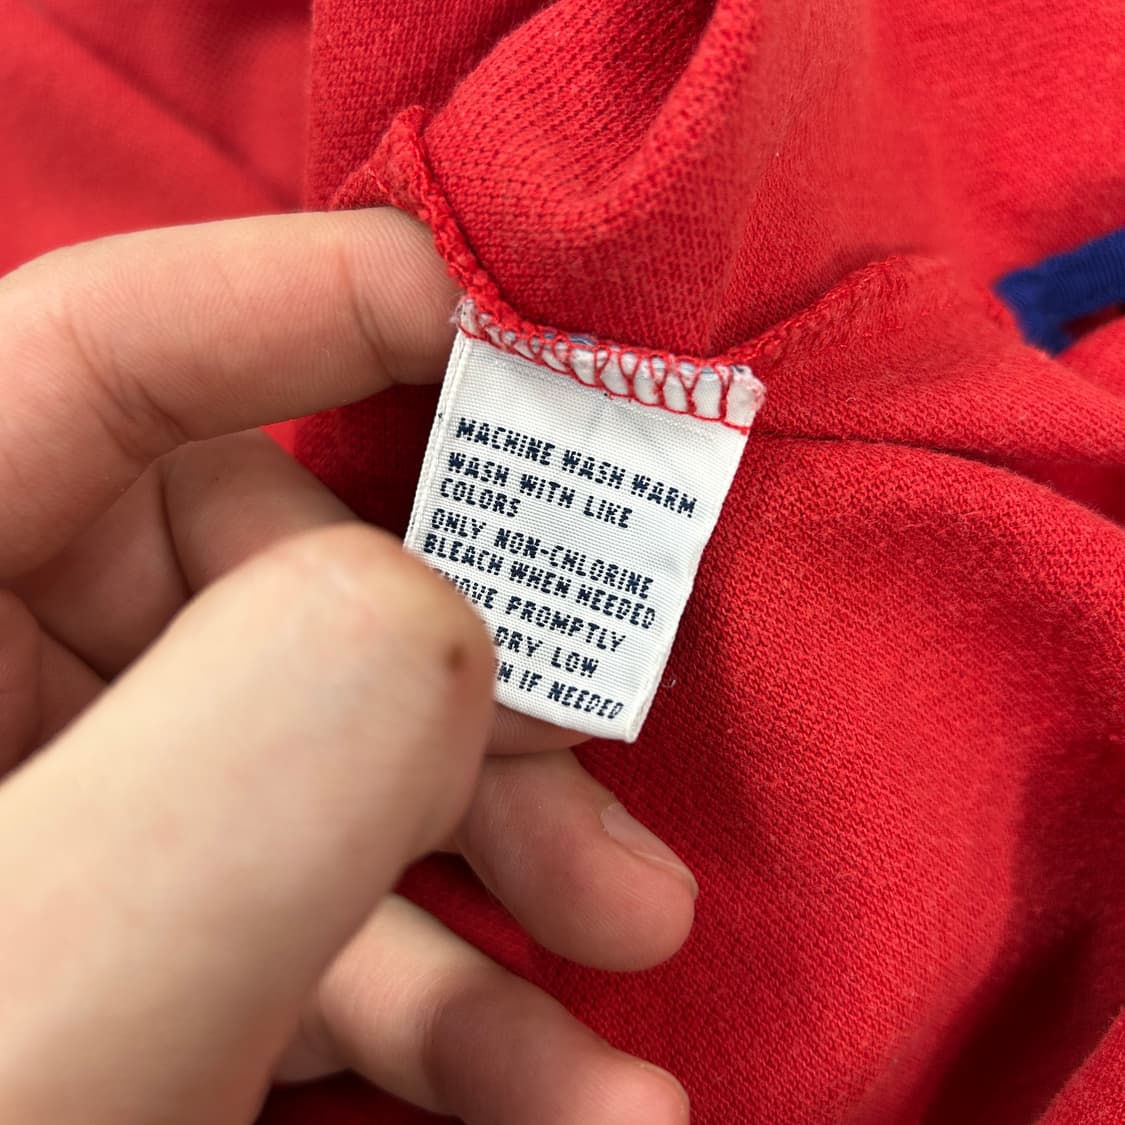 MACHINE WASH WARM
WASH WITH LIKE
COLORS
ONLY NON-CHLORINE
BLEACH WHEN NEEDED
PROMPTLY
DRY LOW
IF NEEDED